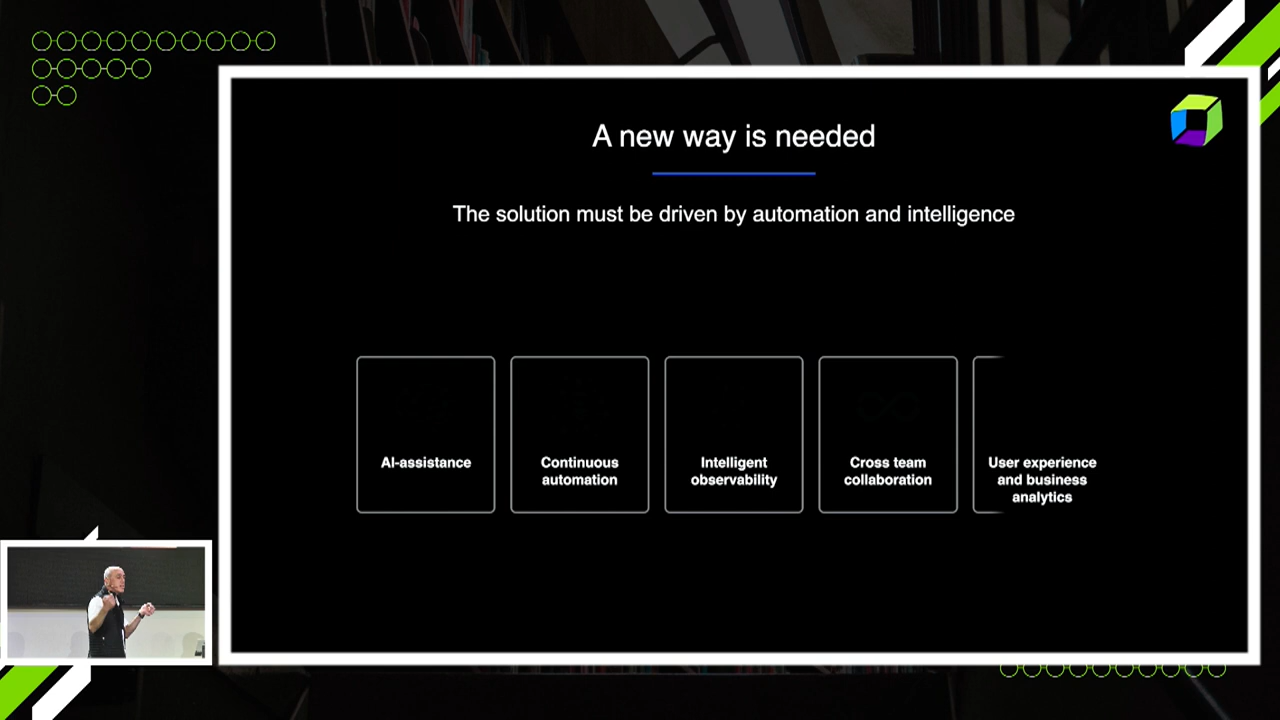 A new way is needed
The solution must be driven by automation and intelligence
AI-assistance
Continuous
automation
Intelligent
observability
Cross team
collaboration
User experience
and business
analytics